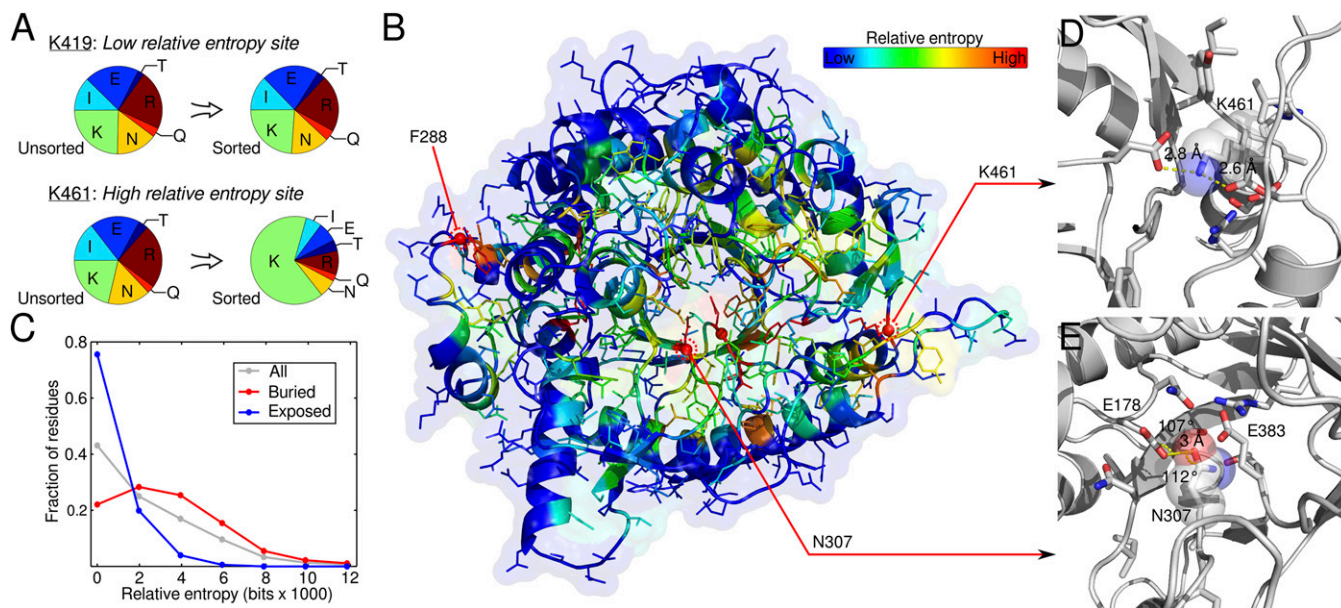 A
K419: Low relative entropy site
T
E
R
I
K
N
Q
Unsorted
T
E
R
I
K
N
Q
Sorted
K461: High relative entropy site
T
E
R
I
K
N
Q
Unsorted
I
E
T
R
K
Q
N
Sorted
B
Relative entropy
Low
High
F288
K461
N307
C
Fraction of residues
0.8
0.6
0.4
0.2
All
Buried
Exposed
0
2
4
6
8
10
12
Relative entropy (bits x 1000)
D
K461
2.8 Å
2.6 Å
E
E178
107°
3 Å
E383
112°
N307